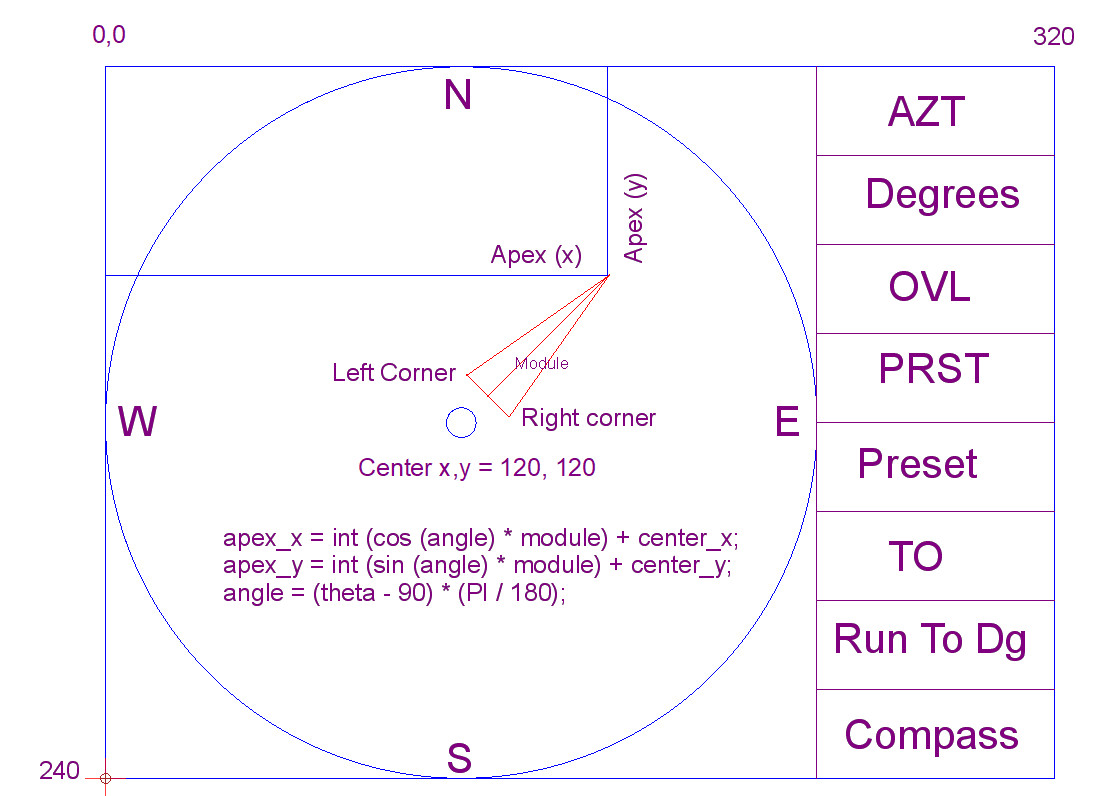 0,0
320
N
AZT
Degrees
Apex (y)
Apex (x)
OVL
Module
Left Corner
PRST
Right corner
W
E
Center x,y = 120, 120
Preset
apex_x = int (cos (angle) * module) + center_x;
apex_y = int (sin (angle) * module) + center_y;
angle = (theta - 90) * (PI / 180);
TO
Run To Dg
Compass
S
240